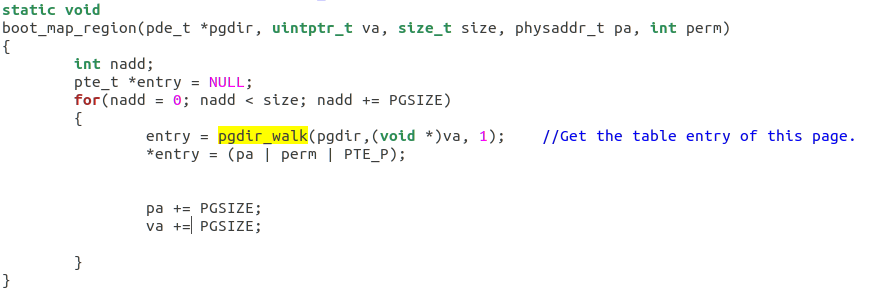 static void
boot_map_region(pde_t *pgdir, uintptr_t va, size_t size, physaddr_t pa, int perm)
{
        int nadd;
        pte_t *entry = NULL;
        for(nadd = 0; nadd < size; nadd += PGSIZE)
        {
                entry = pgdir_walk(pgdir,(void *)va, 1);    //Get the table entry of this page.
                *entry = (pa | perm | PTE_P);


                pa += PGSIZE;
                va += PGSIZE;

        }
}